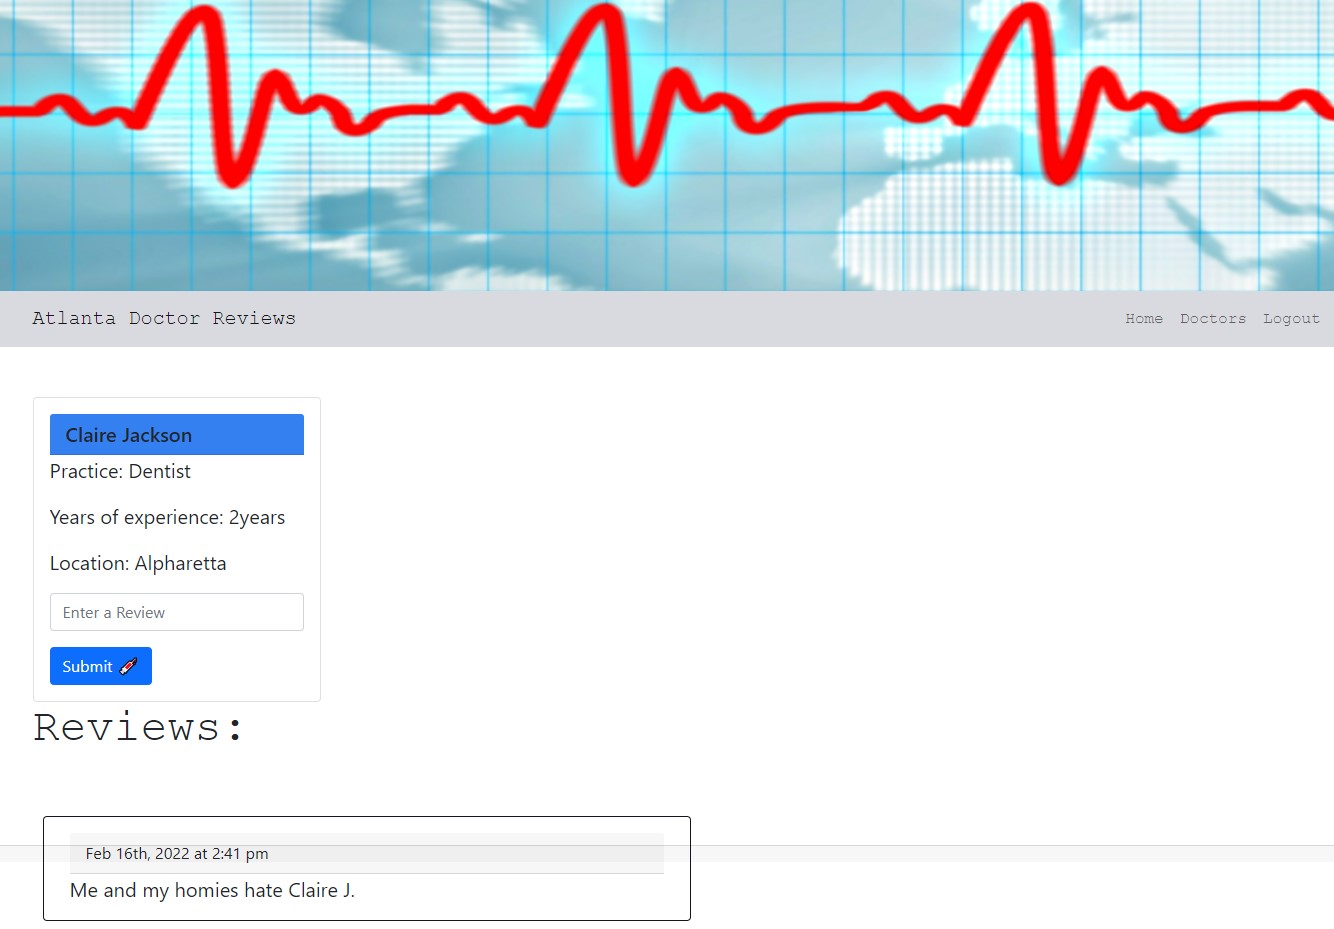 Atlanta Doctor Reviews
Home Doctors Logout
Claire Jackson
Practice: Dentist
Years of experience: 2years
Location: Alpharetta
Enter a Review
Submit
Reviews:
Feb 16th, 2022 at 2:41 pm
Me and my homies hate Claire J.